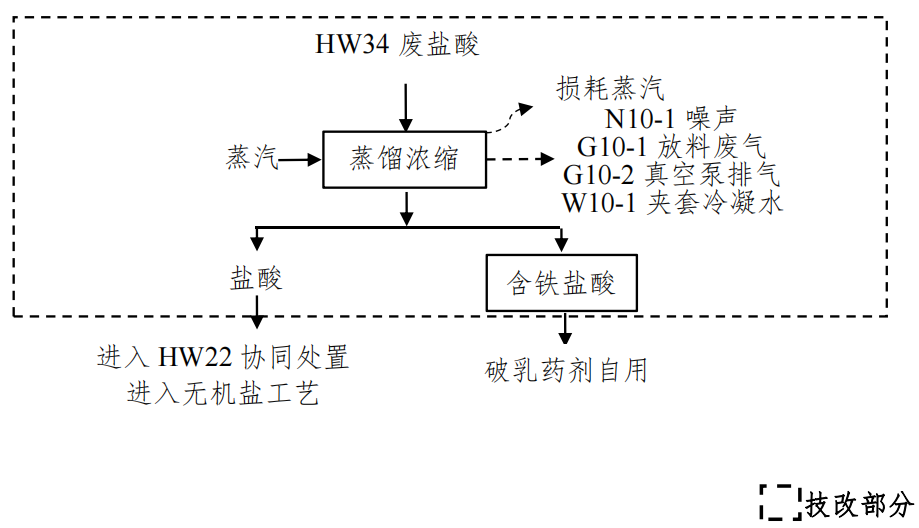 HW34 废盐酸
损耗蒸汽
N10-1 噪声
蒸汽
蒸馏浓缩
G10-1 放料废气
G10-2 真空泵排气
W10-1 夹套冷凝水
盐酸
含铁盐酸
进入 HW22 协同处置
进入无机盐工艺
破乳药剂自用
技改部分